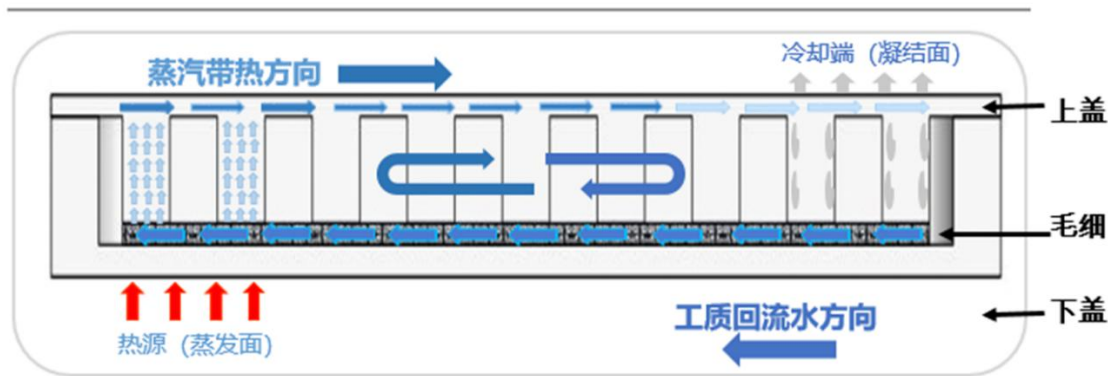 蒸汽带热方向
冷却端 (凝结面)
上盖
毛细
工质回流水方向
下盖
热源 (蒸发面)